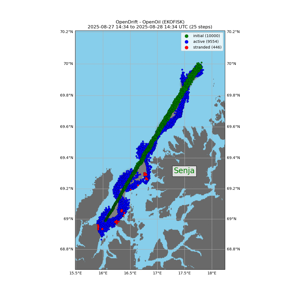 OpenDrift - OpenOil (EKOFISK)
2025-08-27 14:34 to 2025-08-28 14:34 UTC (25 steps)
70.2°N 70.2°N
initial (10000)
active (9554)
stranded (446)
70°N 70°N
69.8°N 69.8°N
69.6°N 69.6°N
69.4°N 69.4°N
Senja
69.2°N 69.2°N
69°N 69°N
68.8°N 68.8°N
15.5°E 16°E 16.5°E 17°E 17.5°E 18°E